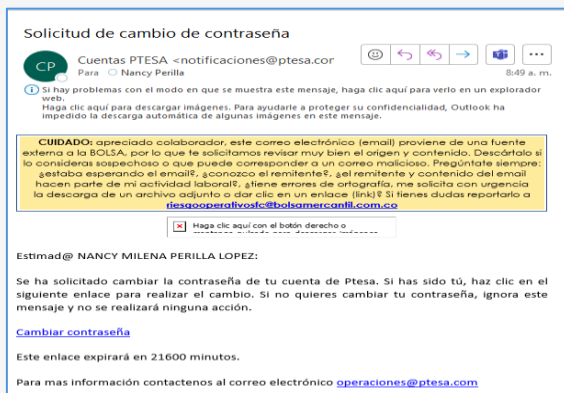 Solicitud de cambio de contraseña
CP
Cuentas PTESA <notificaciones@ptesa.cor
Para Nancy Perilla
8:49 a. m.
Si hay problemas con el modo en que se muestra este mensaje, haga clic aquí para verlo en un explorador
web.
Haga clic aquí para descargar imágenes. Para ayudarle a proteger su confidencialidad, Outlook ha
impedido la descarga automática de algunas imágenes en este mensaje.
CUIDADO: apreciado colaborador, este correo electrónico (email) proviene de una fuente
externa a la BOLSA, por lo que te solicitamos revisar muy bien el origen y contenido. Descártalo si
lo consideras sospechoso o que puede corresponder a un correo malicioso. Pregúntate siempre:
¿estaba esperando el email?, ¿conozco el remitente?, ¿el remitente y contenido del email
hacen parte de mi actividad laboral?, ¿tiene errores de ortografía, me solicita con urgencia
la descarga de un archivo adjunto o dar clic en un enlace (link)? Si tienes dudas reportarlo a
riesgooperativosfc@bolsamercantil.com.co
Haga clic aquí con el botón derecho o
Estimad@ NANCY MILENA PERILLA LOPEZ:
Se ha solicitado cambiar la contraseña de tu cuenta de Ptesa. Si has sido tú, haz clic en el
siguiente enlace para realizar el cambio. Si no quieres cambiar tu contraseña, ignora este
mensaje y no se realizará ninguna acción.
Cambiar contraseña
Este enlace expirará en 21600 minutos.
Para mas información contactenos al correo electrónico operaciones@ptesa.com